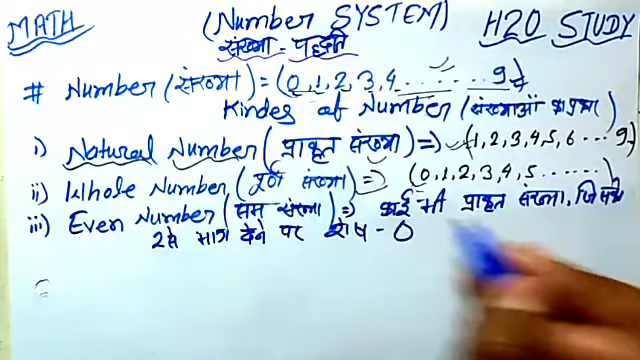 MATH
(Number SYSTEM)
H2O STUDY
संख्या - पद्धति
# Number (संख्या) = (0,1,2,3,4.......9)
Kindes of Number (संख्याओं का प्रकार)
i) Natural Number (प्राकृत संख्या) => (1,2,3,4,5,6...9)
ii) Whole Number (पूर्ण संख्या) => (0,1,2,3,4,5.......)
iii) Even Number (सम संख्या) => कोई भी प्राकृत संख्या, जिसमें
2 से भाग देने पर शेष - 0